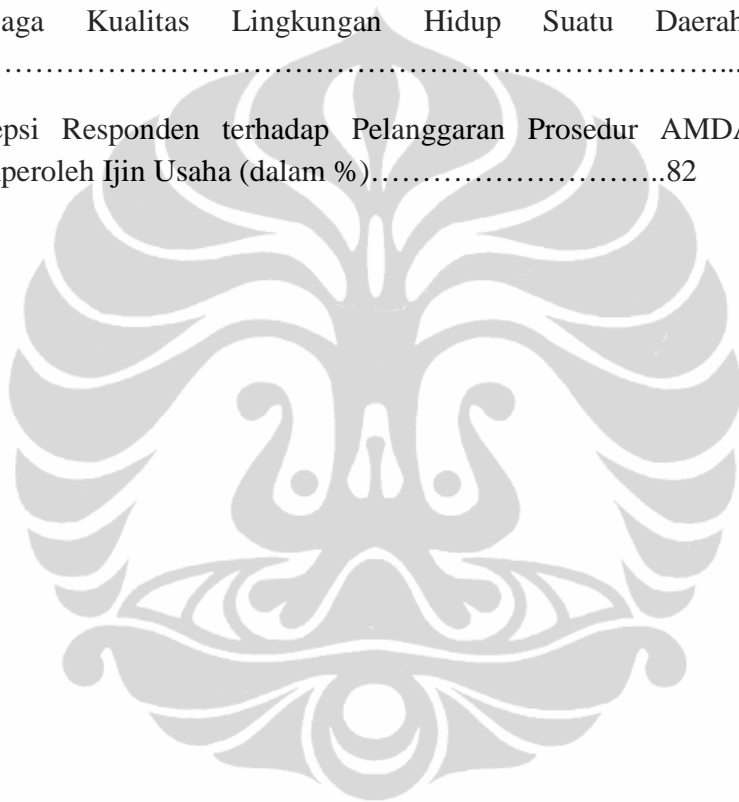 aga Kualitas Lingkungan Hidup Suatu Daerah
…………………………………………………………………...
epsi Responden terhadap Pelanggaran Prosedur AMDA
peroleh Ijin Usaha (dalam %)………………………..82